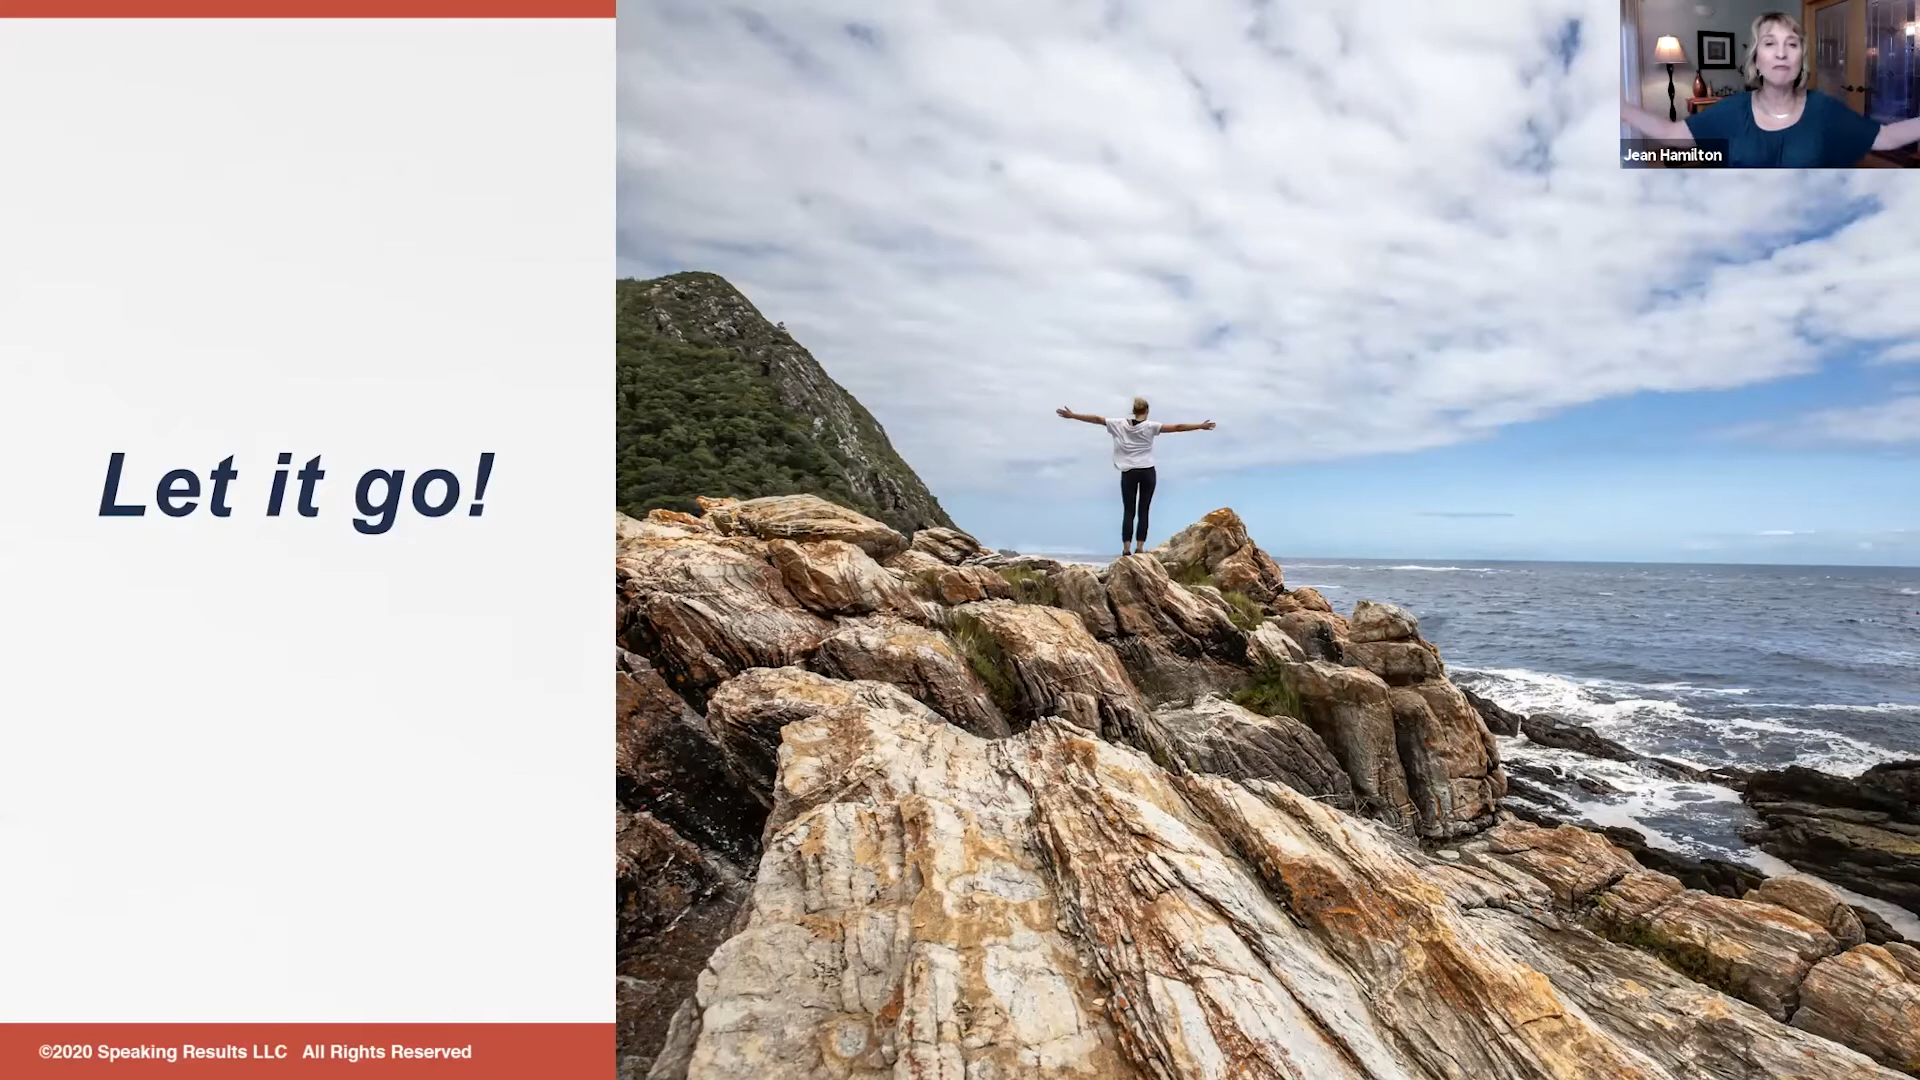 Jean Hamilton
Let it go!
©2020 Speaking Results LLC All Rights Reserved